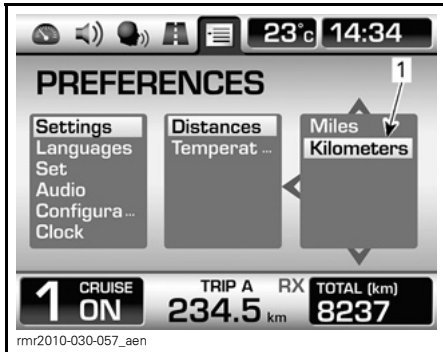 23°c 14:34
1
PREFERENCES
Settings
Languages
Set
Audio
Configura ...
Clock
Distances
Temperat ...
Miles
Kilometers
1 CRUISE ON
TRIP A
234.5 km
RX
TOTAL (km)
8237
rmr2010-030-057_aen